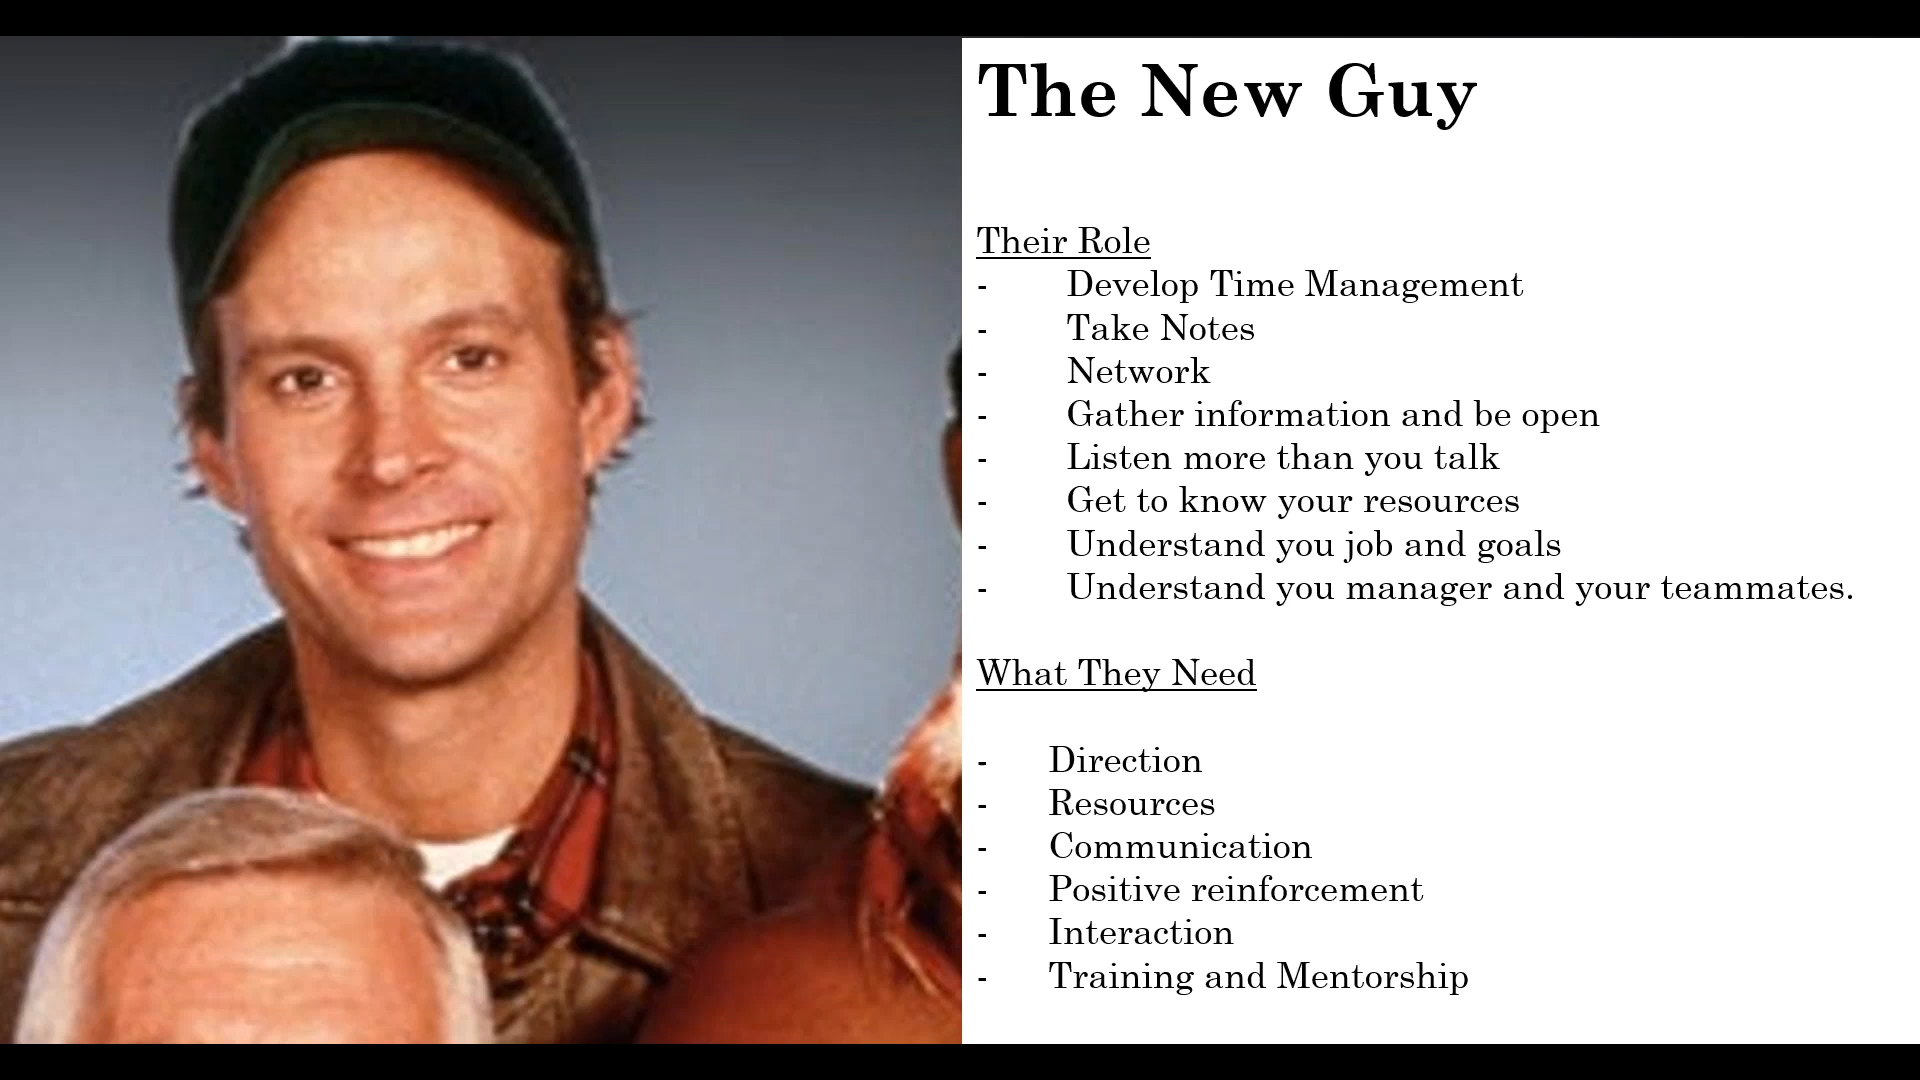 The New Guy
Their Role
- Develop Time Management
- Take Notes
- Network
- Gather information and be open
- Listen more than you talk
- Get to know your resources
- Understand you job and goals
- Understand you manager and your teammates.
What They Need
- Direction
- Resources
- Communication
- Positive reinforcement
- Interaction
- Training and Mentorship